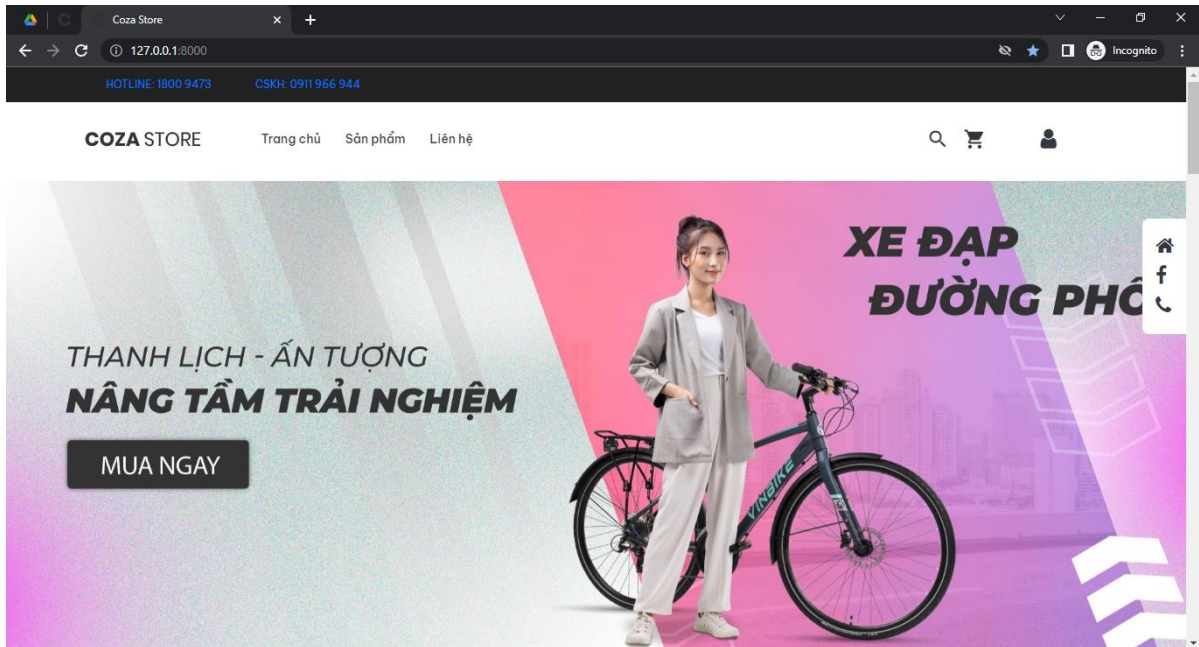 Coza Store
127.0.0.1:8000
Incognito
HOTLINE: 1800 9473 CSKH: 0911 966 944
COZA STORE Trang chủ Sản phẩm Liên hệ
XE ĐẠP
ĐƯỜNG PHỐ
THANH LỊCH - ẤN TƯỢNG
NÂNG TẦM TRẢI NGHIỆM
MUA NGAY
VINBIKE